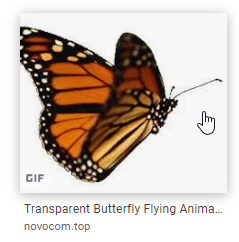 GIF
Transparent Butterfly Flying Anima...
novocom.top